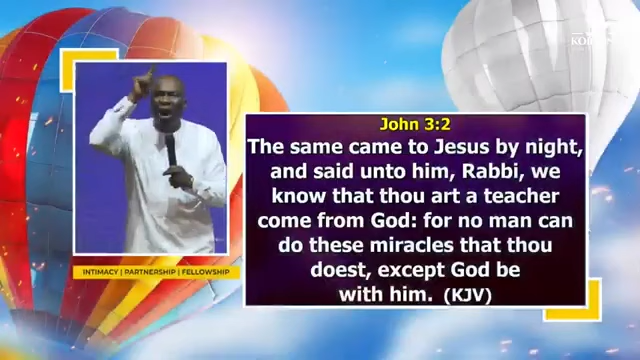 John 3:2
The same came to Jesus by night,
and said unto him, Rabbi, we
know that thou art a teacher
come from God: for no man can
do these miracles that thou
doest, except God be
with him. (KJV)
INTIMACY | PARTNERSHIP | FELLOWSHIP